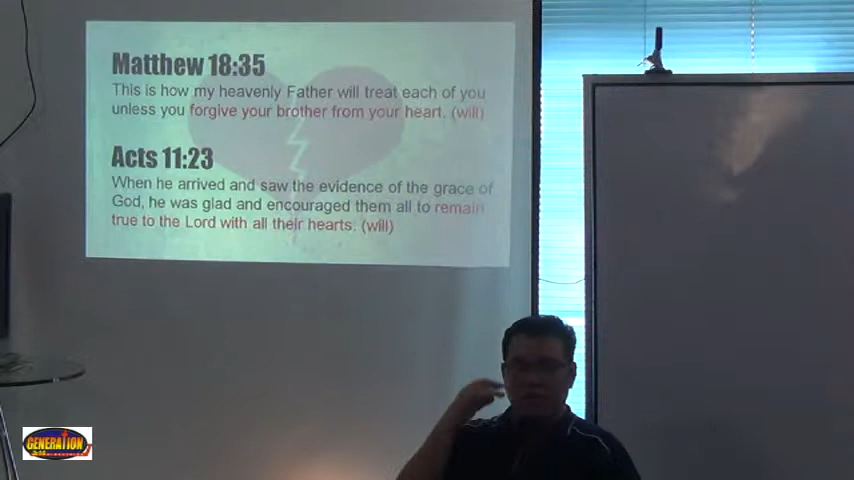 Matthew 18:35
This is how my heavenly Father will treat each of you
unless you forgive your brother from your heart. (will)
Acts 11:23
When he arrived and saw the evidence of the grace of
God, he was glad and encouraged them all to remain
true to the Lord with all their hearts. (will)
GENERATION